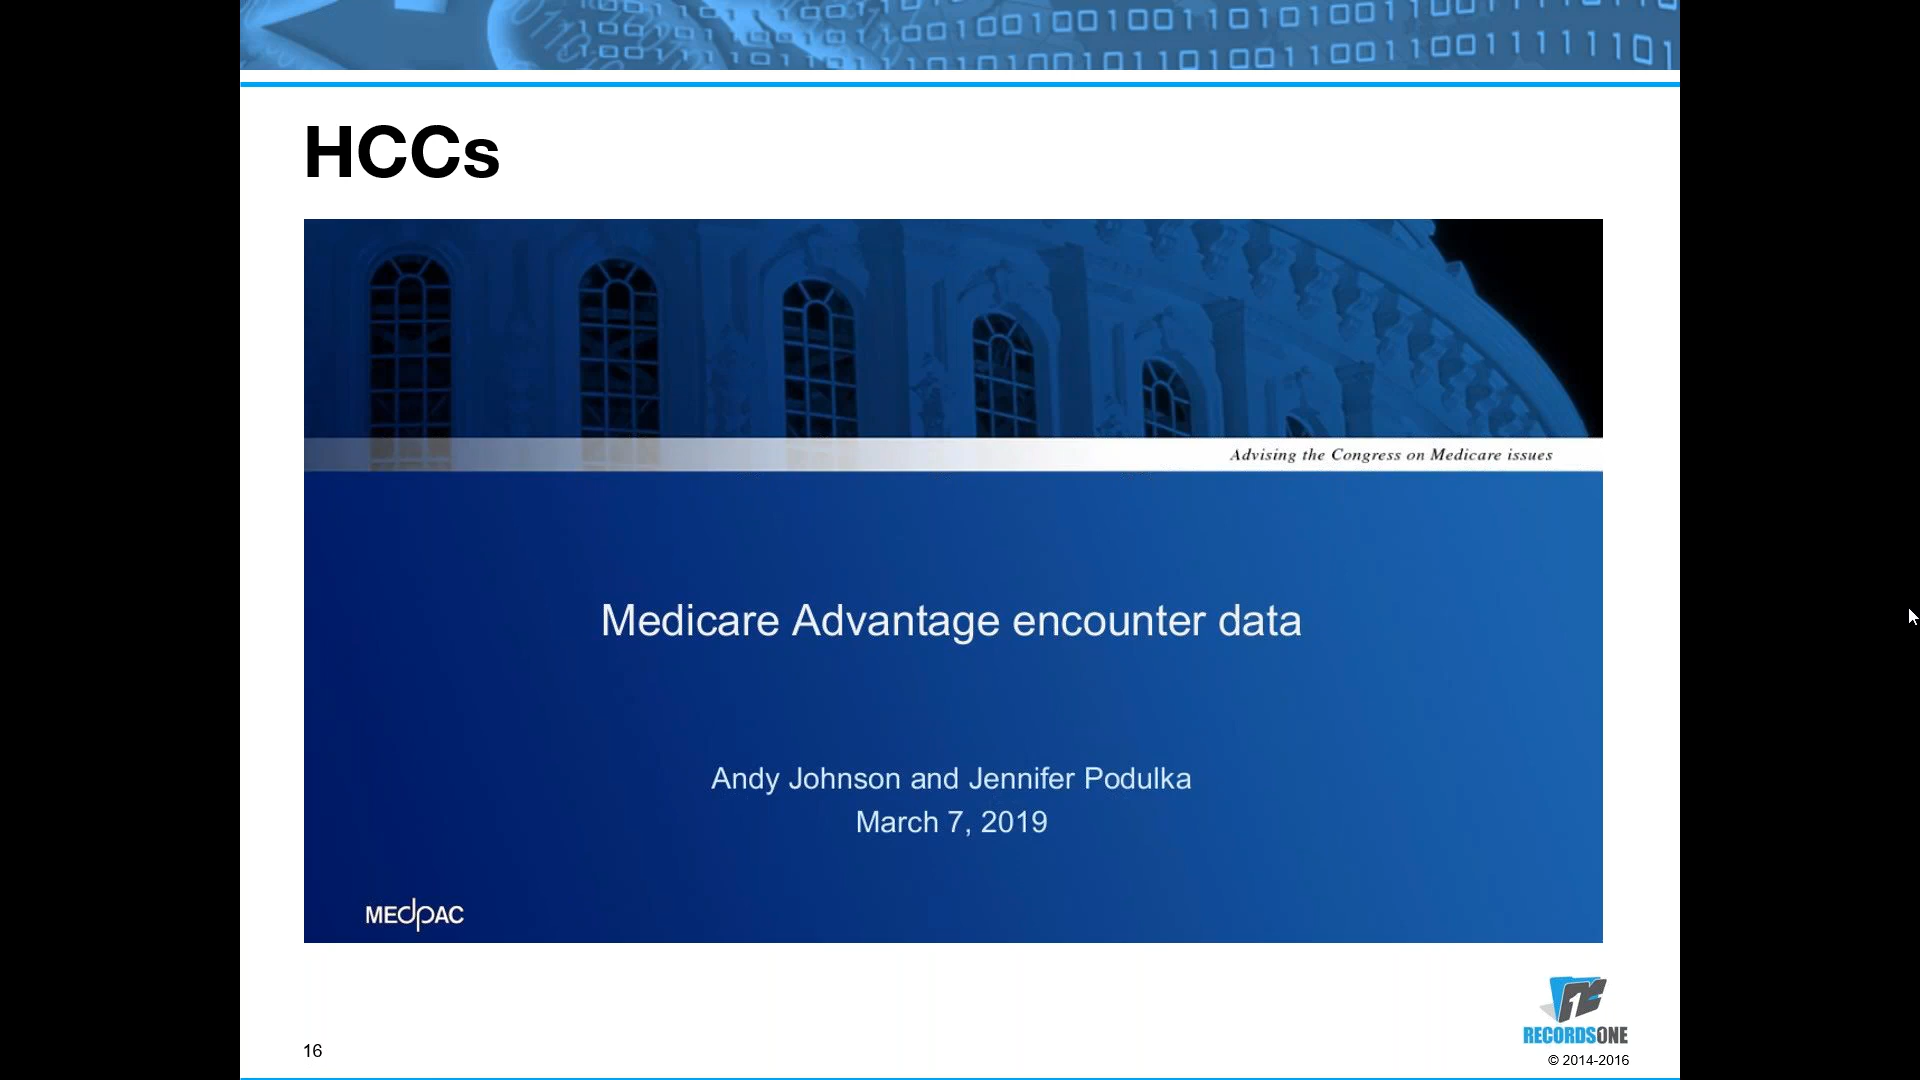 HCCs
Advising the Congress on Medicare issues
Medicare Advantage encounter data
Andy Johnson and Jennifer Podulka
March 7, 2019
MEdpAC
RECORDSONE
16
© 2014-2016